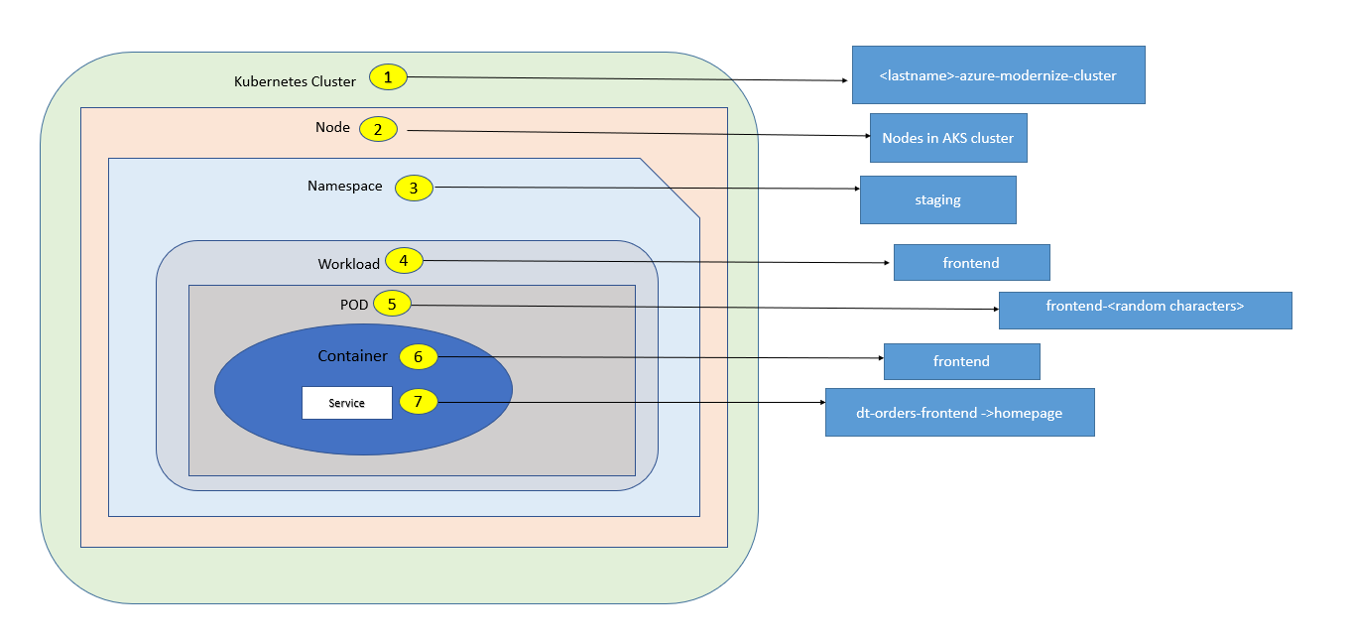 Kubernetes Cluster 1 <lastname>-azure-modernize-cluster
Node 2 Nodes in AKS cluster
Namespace 3 staging
Workload 4 frontend
POD 5 frontend-<random characters>
Container 6 frontend
Service 7 dt-orders-frontend ->homepage